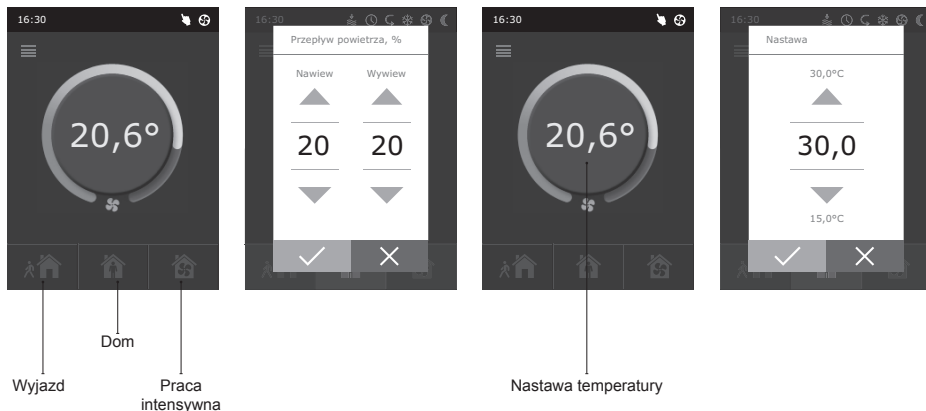 16:30
20,6°
16:30
Przepływ powietrza, %
Nawiew Wywiew
20 20
16:30
20,6°
16:30
Nastawa
30,0°C
30,0
15,0°C
Dom
Wyjazd
Praca
intensywna
Nastawa temperatury